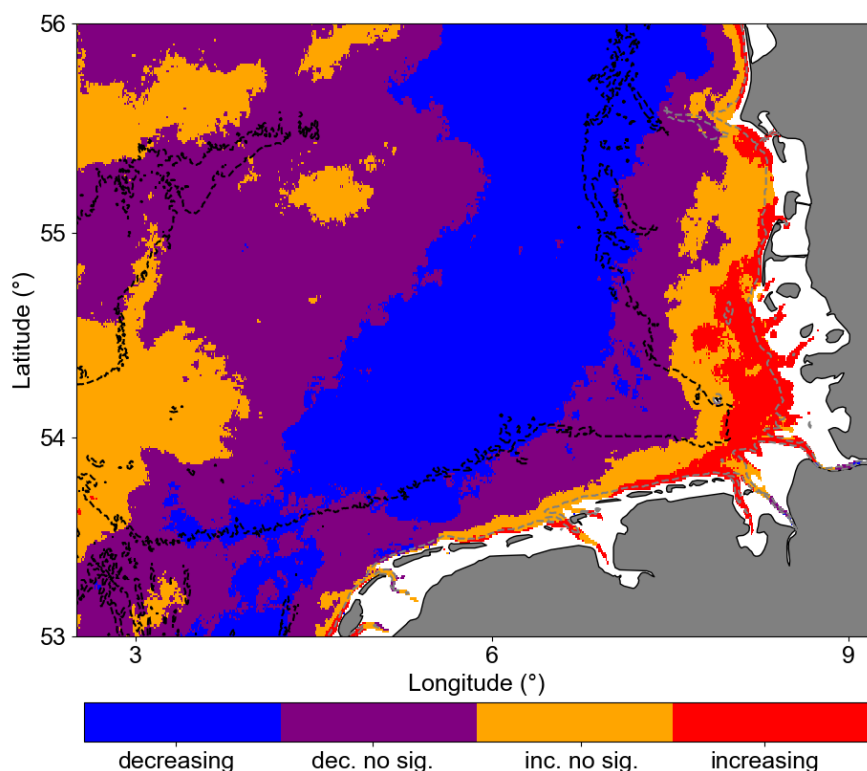 56
55
54
53
Latitude (°)
3 6 9
Longitude (°)
decreasing dec. no sig. inc. no sig. increasing